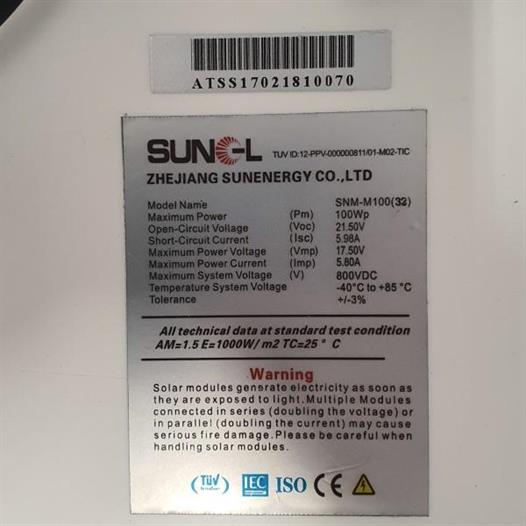 ATSS17021810070
SUN-L TUV ID:12-PPV-000000811/01-M02-TIC
ZHEJIANG SUNENERGY CO.,LTD
Model Name SNM-M100(32)
Maximum Power (Pm) 100Wp
Open-Circuit Voltage (Voc) 21.50V
Short-Circuit Current (Isc) 5.98A
Maximum Power Voltage (Vmp) 17.50V
Maximum Power Current (Imp) 5.80A
Maximum System Voltage (V) 800VDC
Temperature System Voltage -40°C to +85 °C
Tolerance +/-3%
All technical data at standard test condition
AM=1.5 E=1000W/ m2 TC=25 ° C
Warning
Solar modules generate electricity as soon as
they are exposed to light.Multiple Modules
connected in series (doubling the voltage) or
in parallel (doubling the current) may cause
serious fire damage.Please be careful when
handling solar modules.
TÜV IEC ISO CE